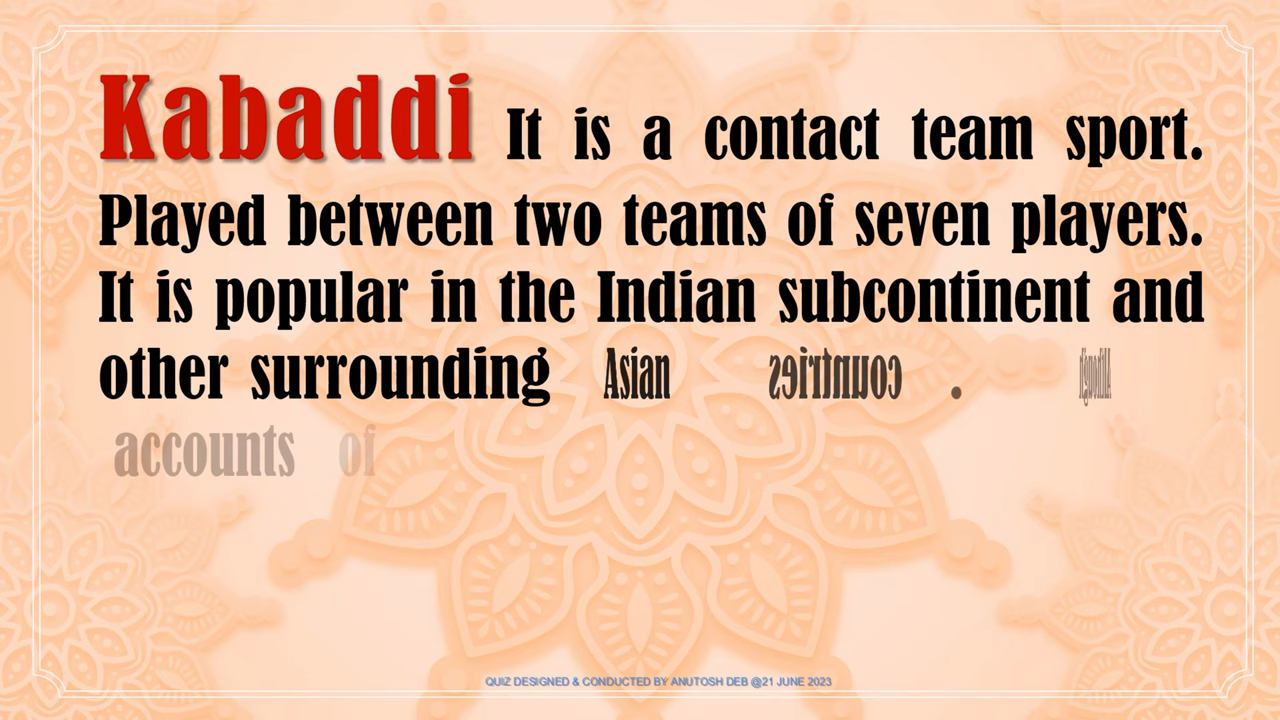 Kabaddi It is a contact team sport.
Played between two teams of seven players.
It is popular in the Indian subcontinent and
other surrounding Asian countries . Although
accounts of
QUIZ DESIGNED & CONDUCTED BY ANUTOSH DEB @21 JUNE 2023